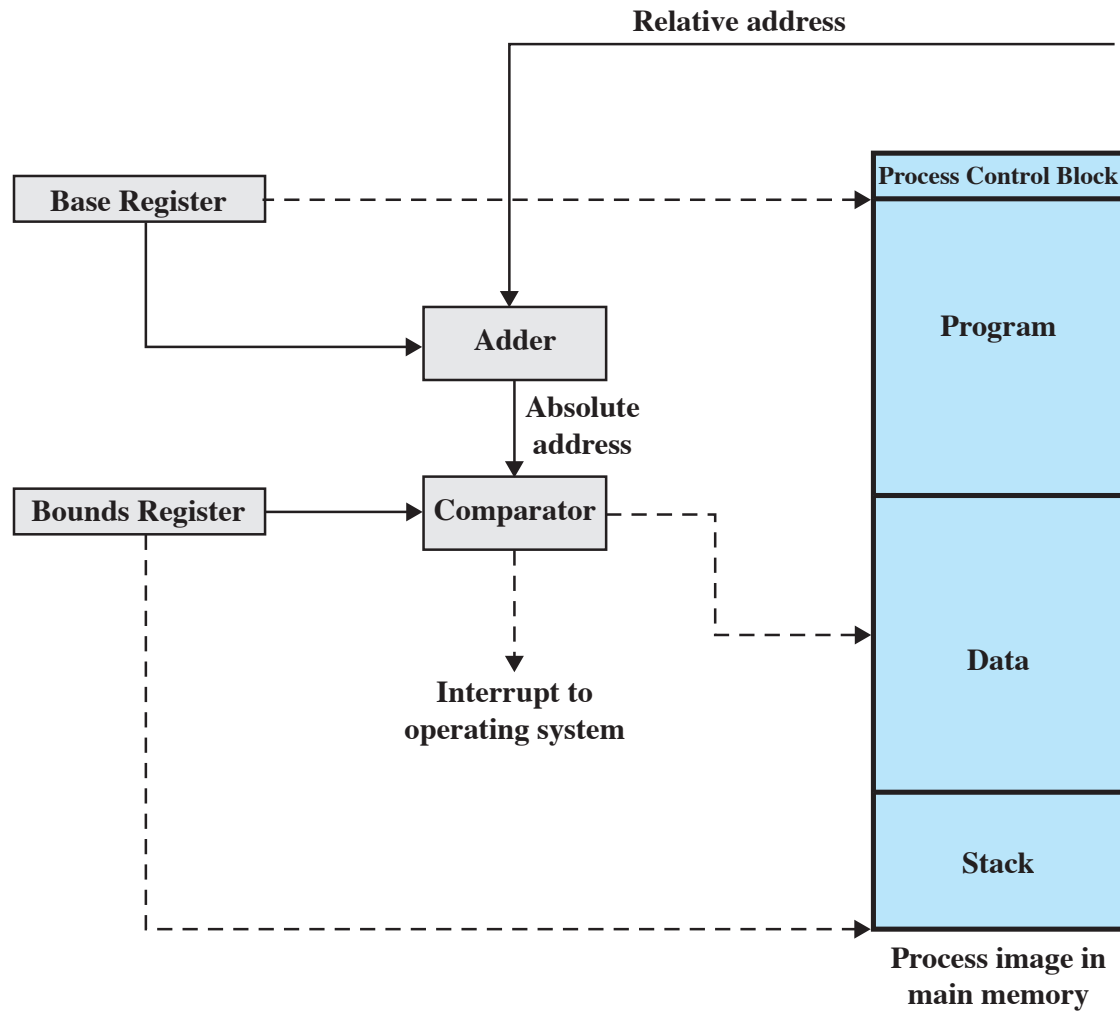 Relative address
Process Control Block
Base Register
Program
Adder
Absolute
address
Bounds Register
Comparator
Data
Interrupt to
operating system
Stack
Process image in
main memory